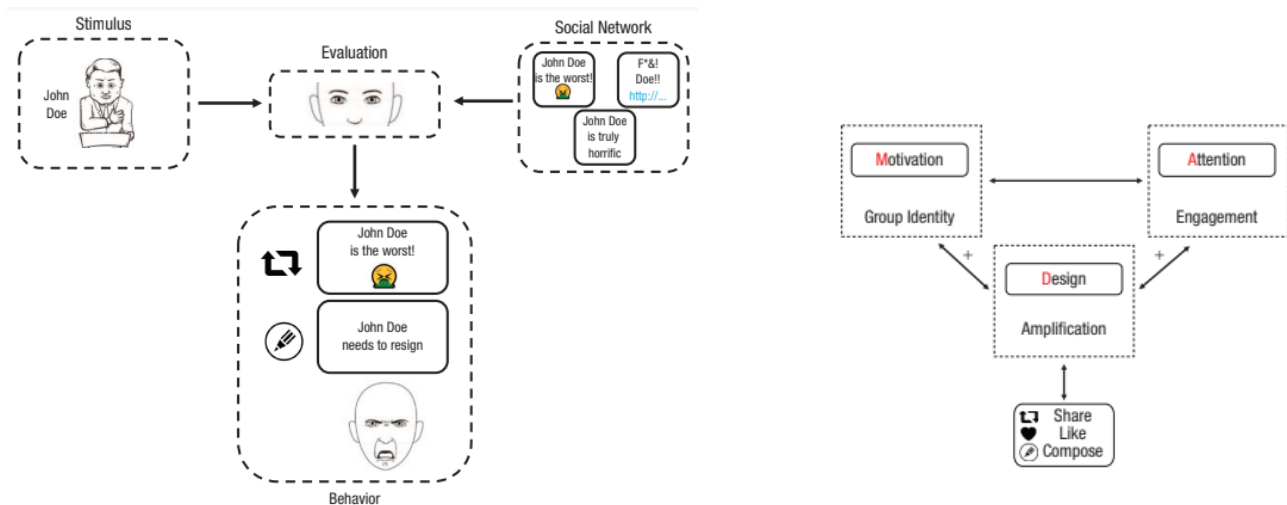 Stimulus
John
Doe
Evaluation
Social Network
John Doe
is the worst!
F*&!
Doe!!
http://...
John Doe
is truly
horrific
John Doe
is the worst!
John Doe
needs to resign
Behavior
Motivation
Group Identity
Attention
Engagement
+
+
Design
Amplification
Share
Like
Compose